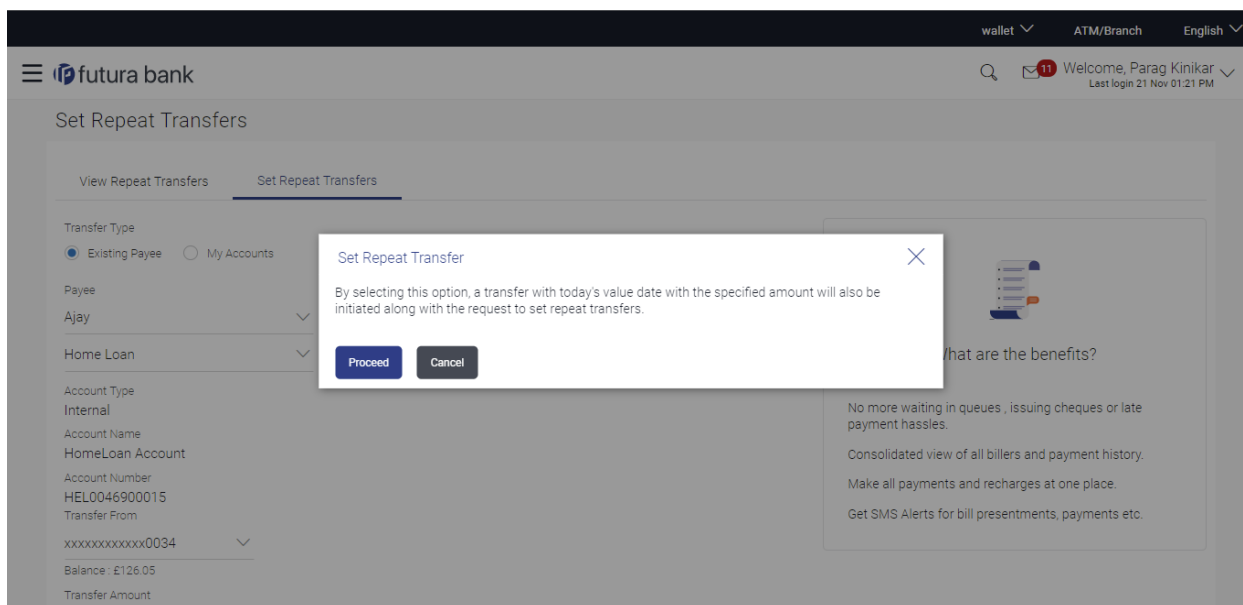 wallet
ATM/Branch
English
futura bank
11
Welcome, Parag Kinikar
Last login 21 Nov 01:21 PM
Set Repeat Transfers
View Repeat Transfers
Set Repeat Transfers
Transfer Type
Existing Payee
My Accounts
Payee
Ajay
Home Loan
Account Type
Internal
Account Name
HomeLoan Account
Account Number
HEL0046900015
Transfer From
xxxxxxxxxxxx0034
Balance : £126.05
Transfer Amount
Set Repeat Transfer
By selecting this option, a transfer with today's value date with the specified amount will also be
initiated along with the request to set repeat transfers.
Proceed
Cancel
hat are the benefits?
No more waiting in queues , issuing cheques or late
payment hassles.
Consolidated view of all billers and payment history.
Make all payments and recharges at one place.
Get SMS Alerts for bill presentments, payments etc.